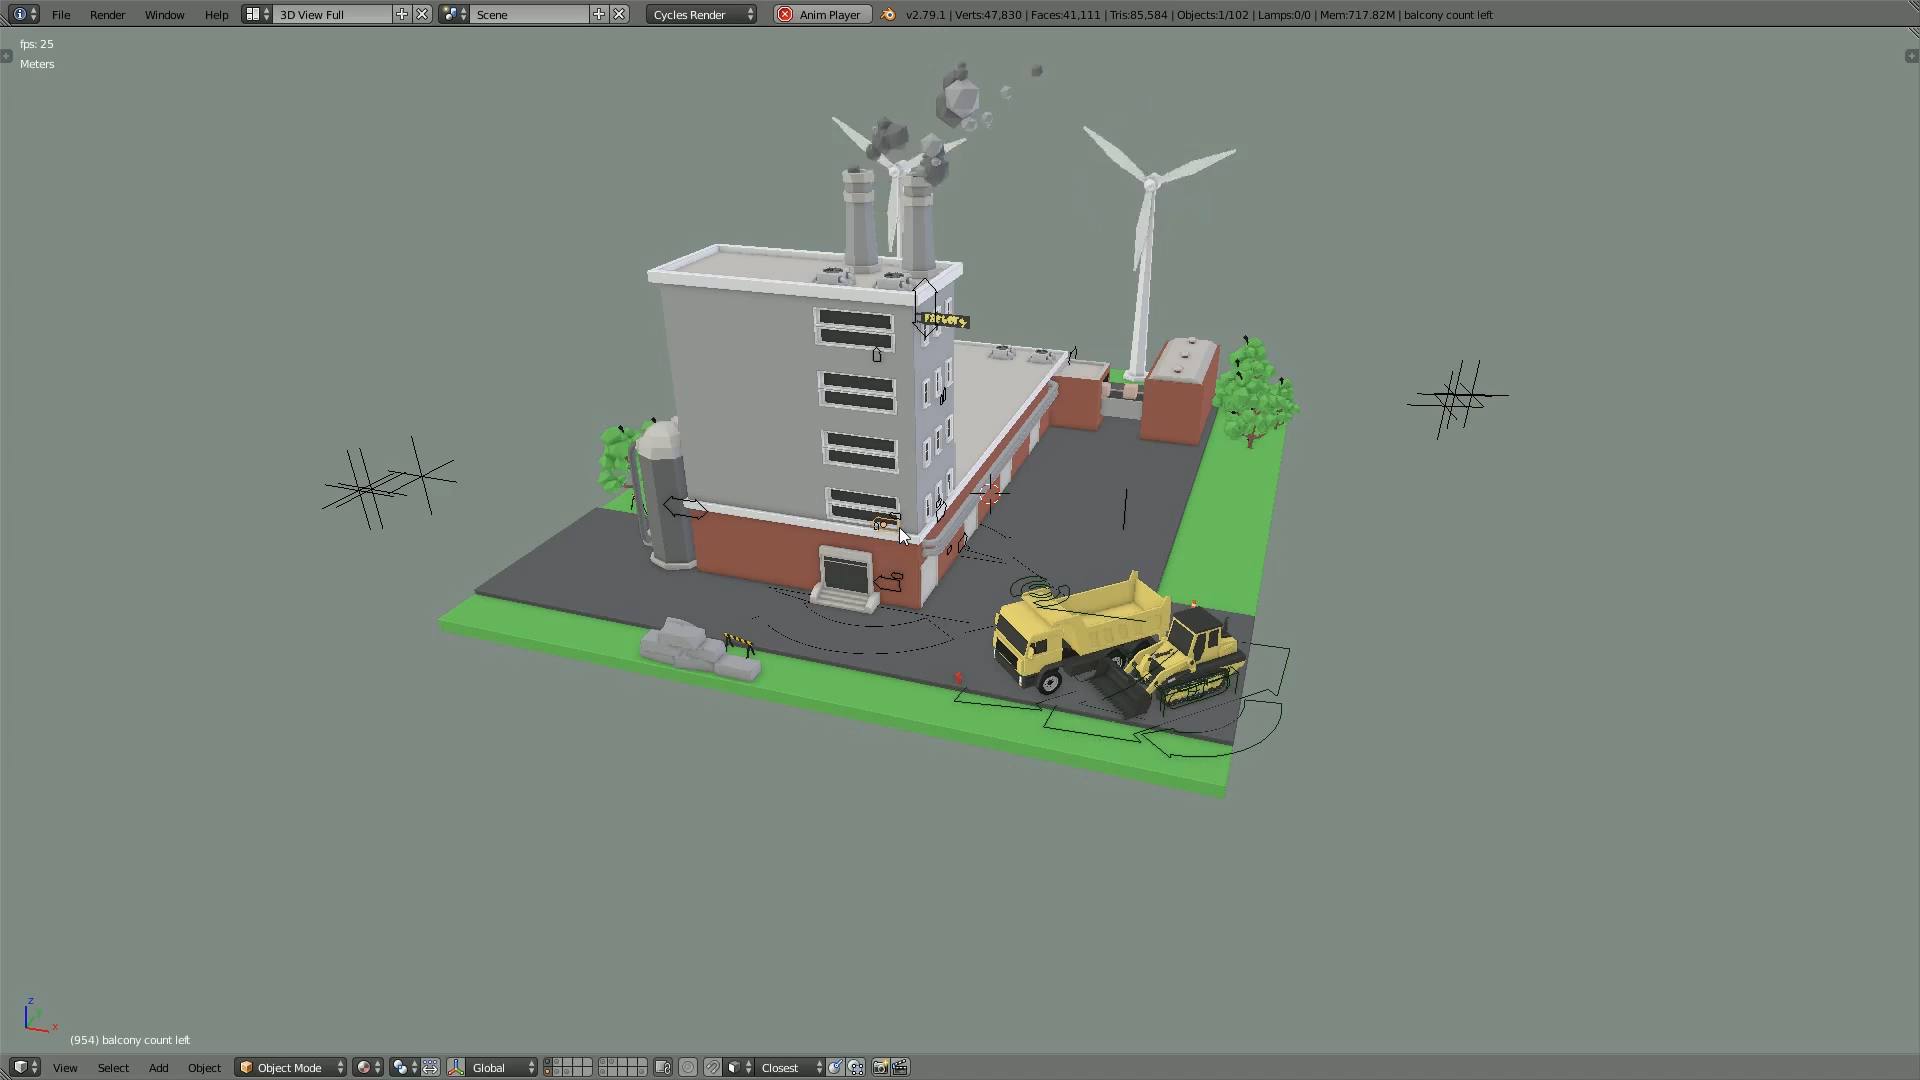 File Render Window Help 3D View Full Scene Cycles Render Anim Player v2.79.1 | Verts:47,830 | Faces:41,111 | Tris:85,584 | Objects:1/102 | Lamps:0/0 | Mem:717.82M | balcony count left
fps: 25
Meters
Factory
z
y
x
(954) balcony count left
View Select Add Object Object Mode Global Closest